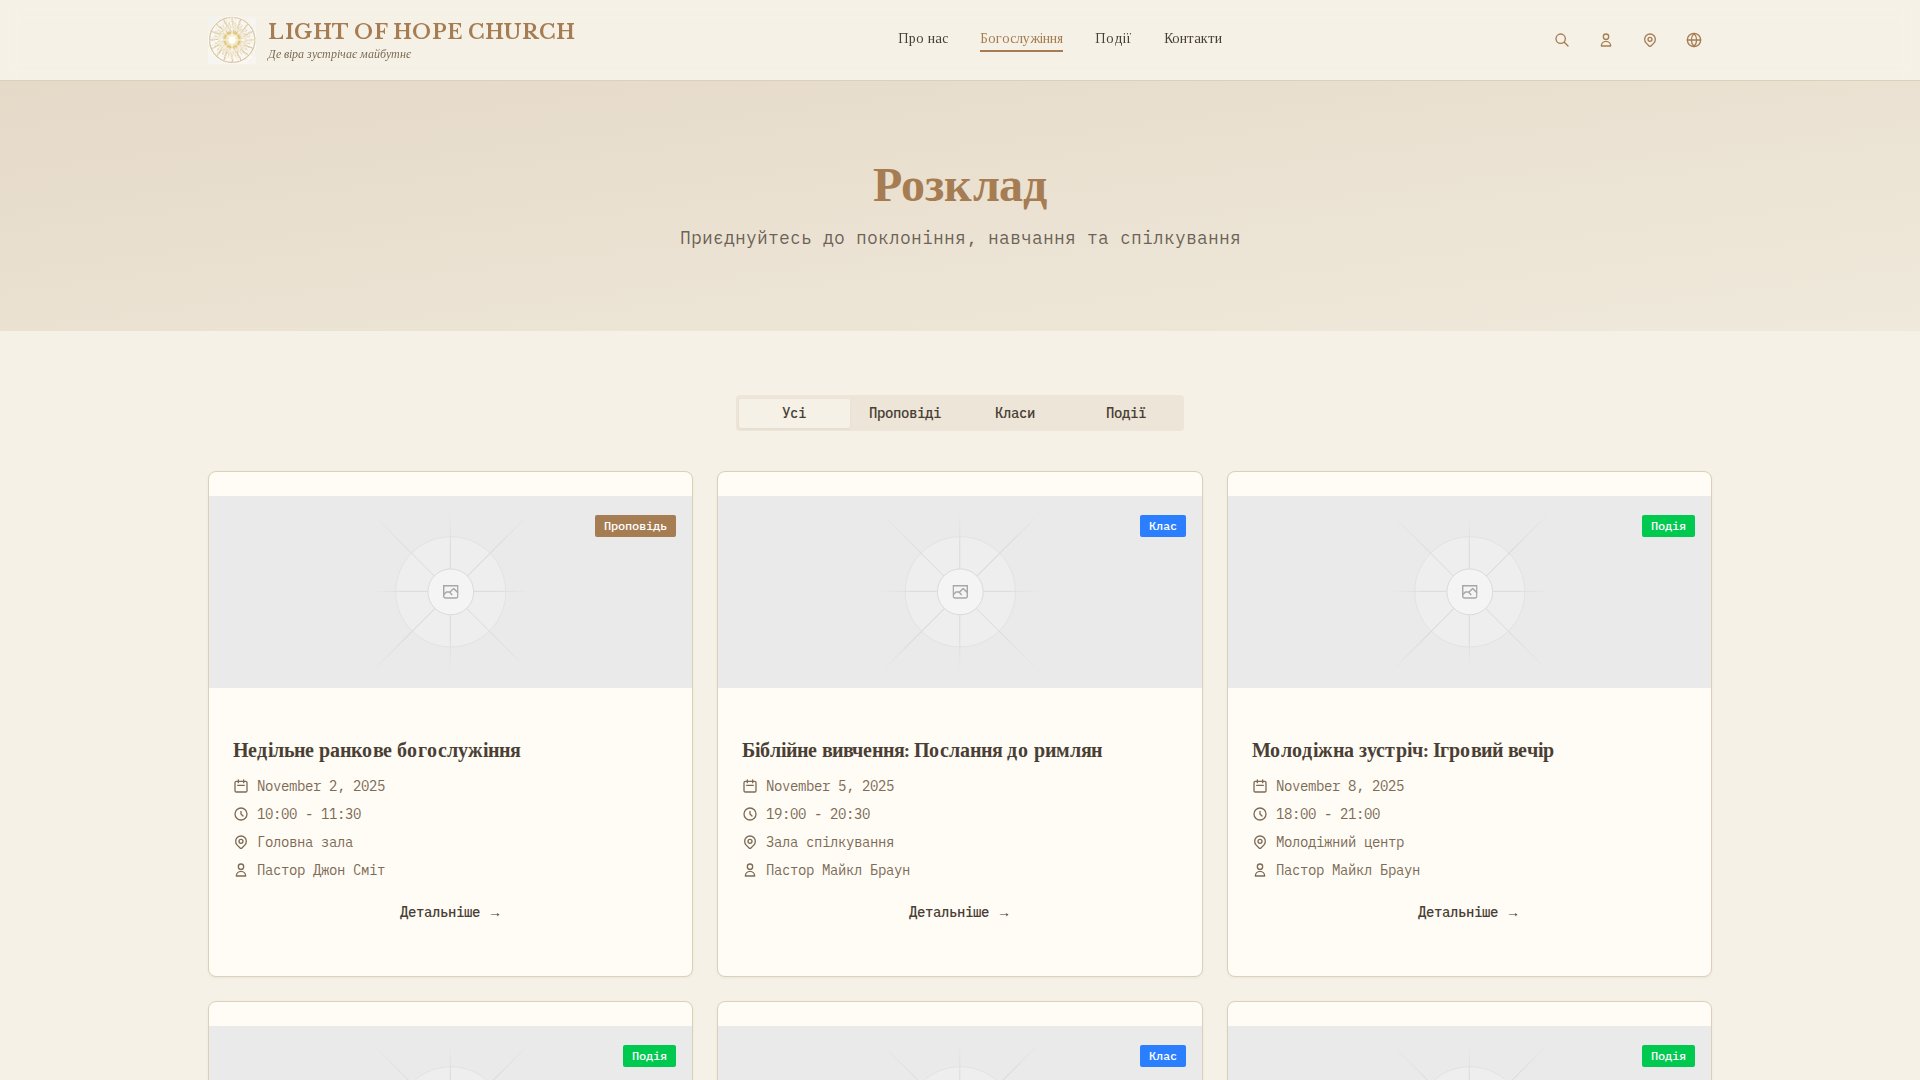 LIGHT OF HOPE CHURCH
Де віра зустрічає майбутнє
Про нас
Богослужіння
Події
Контакти
Розклад
Приєднуйтесь до поклоніння, навчання та спілкування
Усі
Проповіді
Класи
Події
Проповідь
Недільне ранкове богослужіння
November 2, 2025
10:00 - 11:30
Головна зала
Пастор Джон Сміт
Детальніше →
Клас
Біблійне вивчення: Послання до римлян
November 5, 2025
19:00 - 20:30
Зала спілкування
Пастор Майкл Браун
Детальніше →
Подія
Молодіжна зустріч: Ігровий вечір
November 8, 2025
18:00 - 21:00
Молодіжний центр
Пастор Майкл Браун
Детальніше →
Подія
Клас
Подія